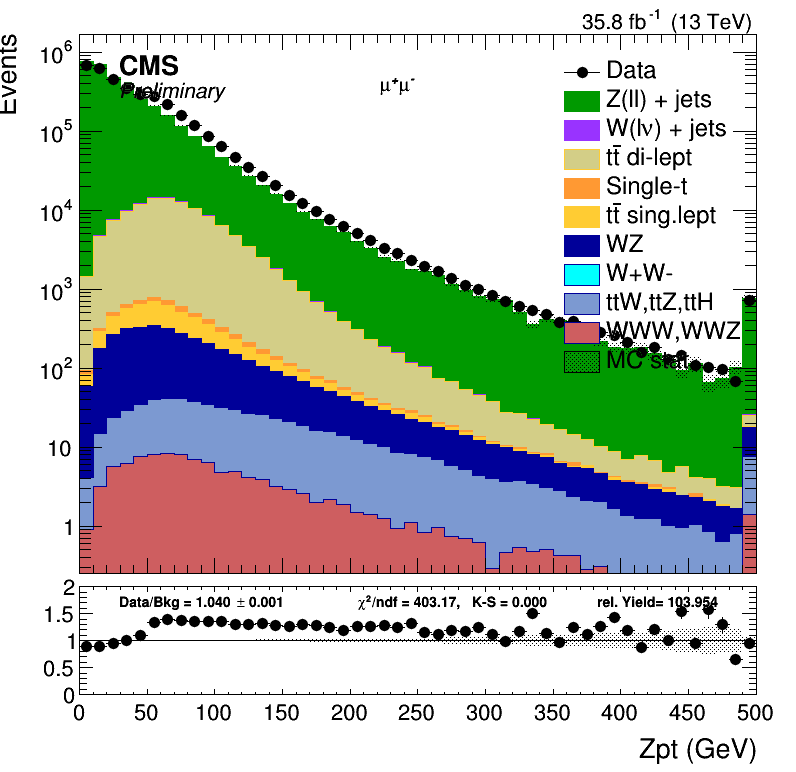 35.8 fb⁻¹ (13 TeV)
Events
CMS
Preliminary
μ⁺μ⁻
Data
Z(ll) + jets
W(lν) + jets
tt̄ di-lept
Single-t
tt̄ sing.lept
WZ
W+W-
ttW,ttZ,ttH
WWW,WWZ
MC stat
10⁶
10⁵
10⁴
10³
10²
10
1
Data/Bkg = 1.040 ± 0.001 χ²/ndf = 403.17, K-S = 0.000 rel. Yield= 103.954
2
1.5
1
0.5
0
0 50 100 150 200 250 300 350 400 450 500
Zpt (GeV)